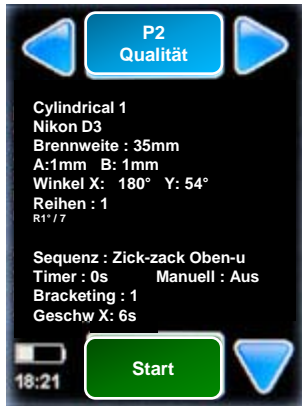 P2
Qualität
Cylindrical 1
Nikon D3
Brennweite : 35mm
A:1mm B: 1mm
Winkel X: 180° Y: 54°
Reihen : 1
R1° / 7
Sequenz : Zick-zack Oben-u
Timer : 0s Manuell : Aus
Bracketing : 1
Geschw X: 6s
18:21
Start